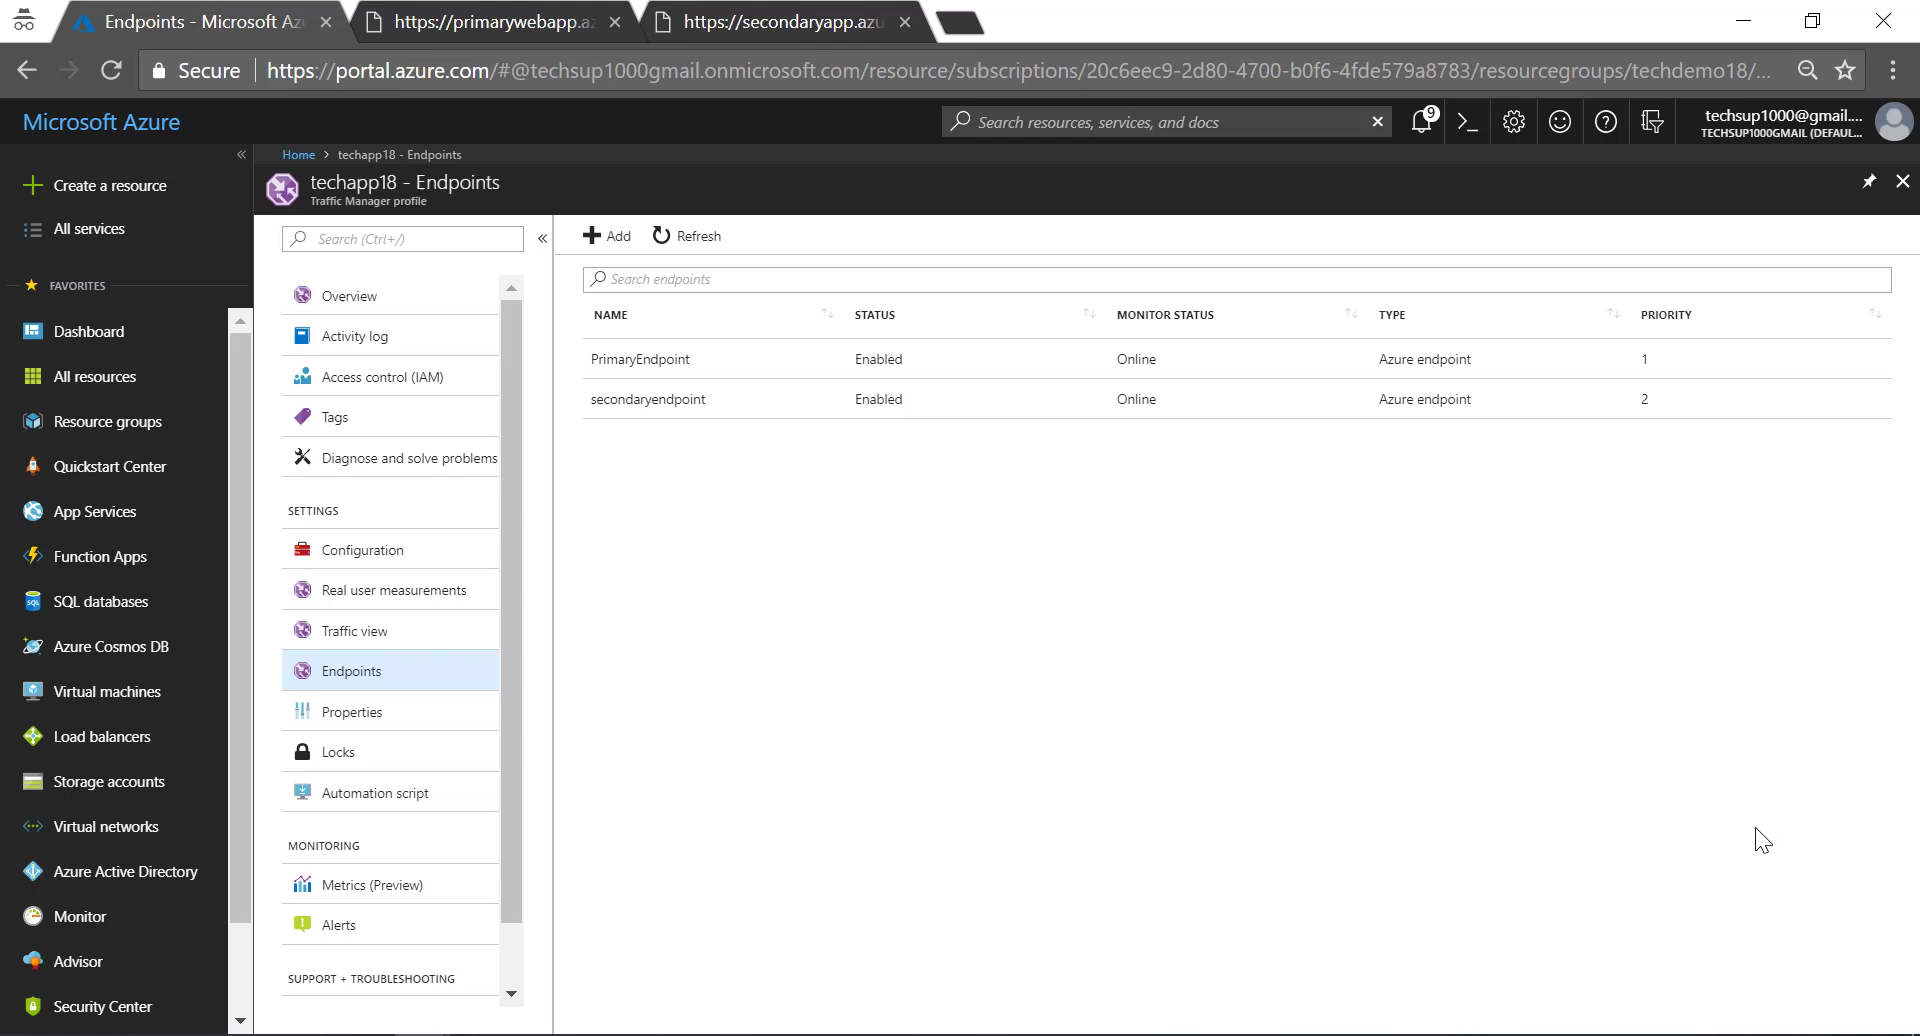 Endpoints - Microsoft Az
https://primarywebapp.az
https://secondaryapp.azu
Secure
https://portal.azure.com/#@techsup1000gmail.onmicrosoft.com/resource/subscriptions/20c6eec9-2d80-4700-b0f6-4fde579a8783/resourcegroups/techdemo18/...
Microsoft Azure
Search resources, services, and docs
9
techsup1000@gmail....
TECHSUP1000GMAIL (DEFAUL...
Create a resource
All services
FAVORITES
Dashboard
All resources
Resource groups
Quickstart Center
App Services
Function Apps
SQL databases
Azure Cosmos DB
Virtual machines
Load balancers
Storage accounts
Virtual networks
Azure Active Directory
Monitor
Advisor
Security Center
Home > techapp18 - Endpoints
techapp18 - Endpoints
Traffic Manager profile
Search (Ctrl+/)
Overview
Activity log
Access control (IAM)
Tags
Diagnose and solve problems
SETTINGS
Configuration
Real user measurements
Traffic view
Endpoints
Properties
Locks
Automation script
MONITORING
Metrics (Preview)
Alerts
SUPPORT + TROUBLESHOOTING
Add Refresh
Search endpoints
NAME STATUS MONITOR STATUS TYPE PRIORITY
PrimaryEndpoint Enabled Online Azure endpoint 1
secondaryendpoint Enabled Online Azure endpoint 2